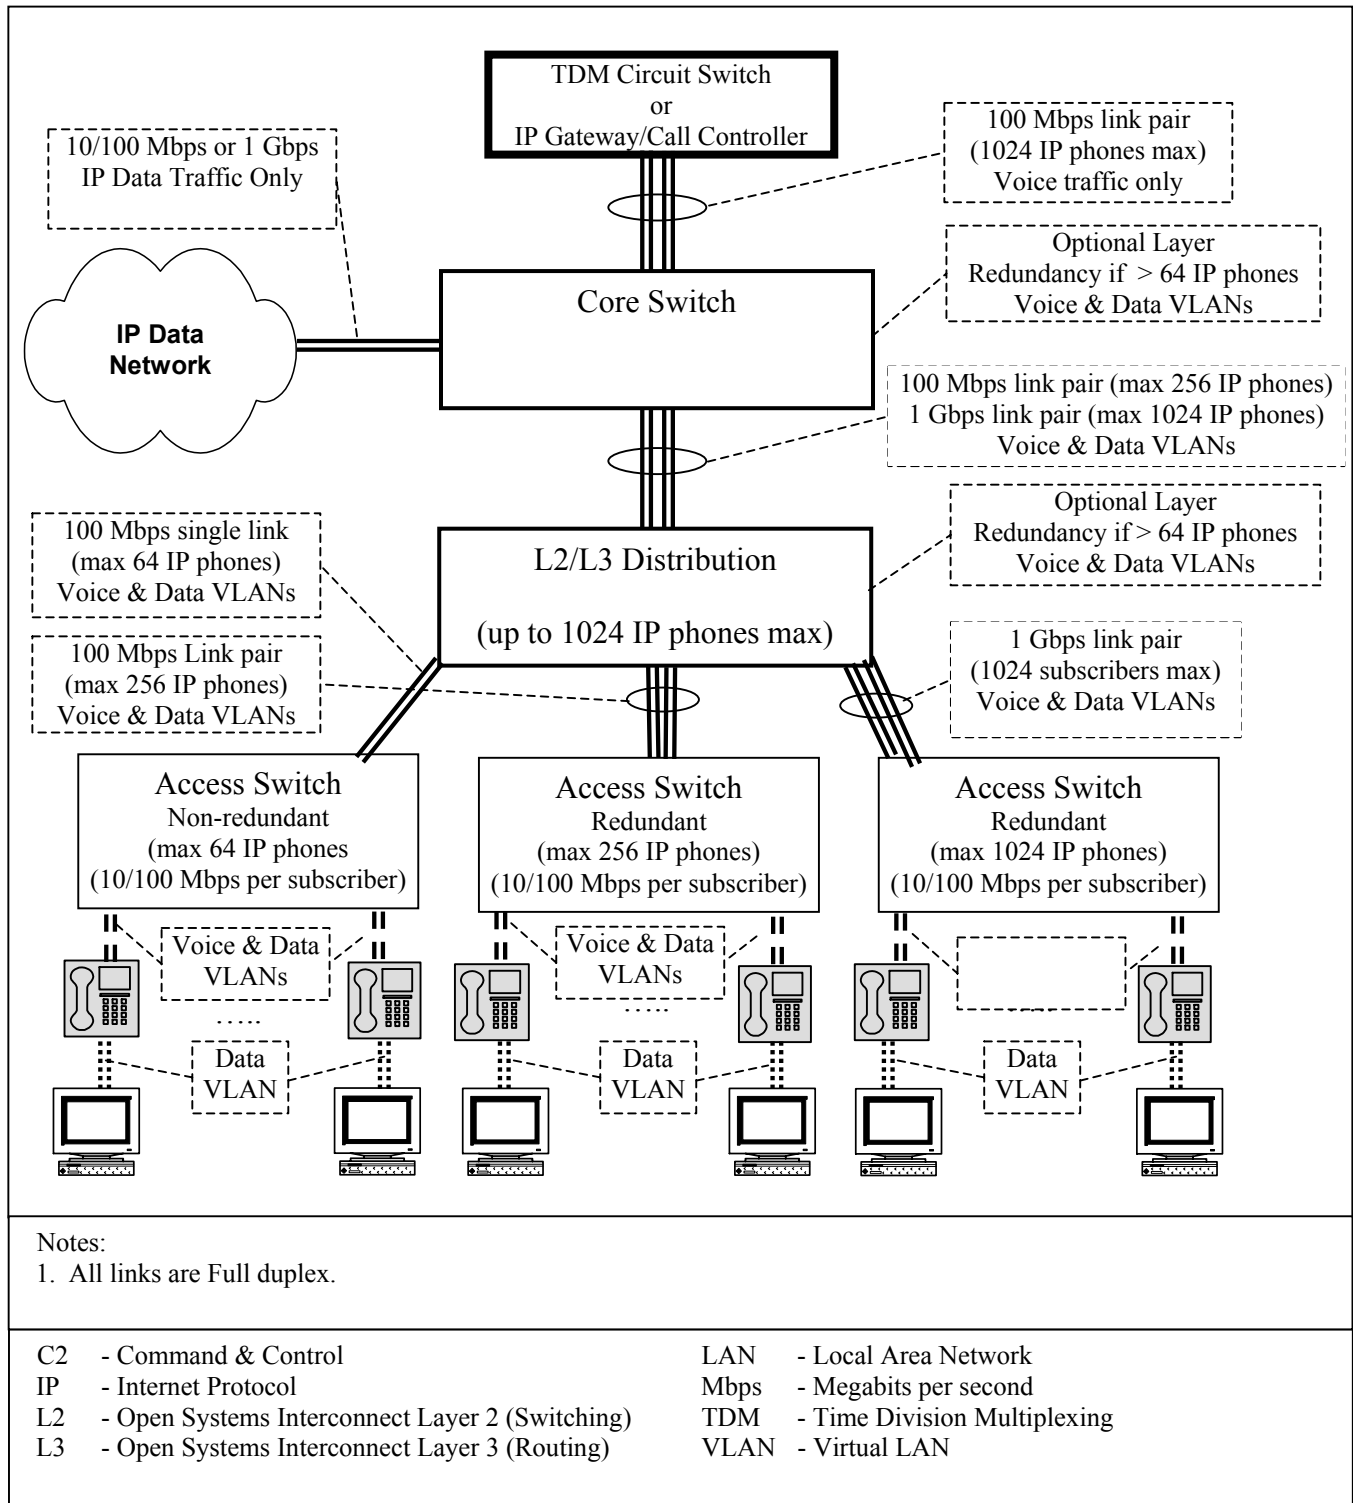 TDM Circuit Switch
or
IP Gateway/Call Controller
10/100 Mbps or 1 Gbps
IP Data Traffic Only
100 Mbps link pair
(1024 IP phones max)
Voice traffic only
Optional Layer
Redundancy if > 64 IP phones
Voice & Data VLANs
Core Switch
IP Data
Network
100 Mbps link pair (max 256 IP phones)
1 Gbps link pair (max 1024 IP phones)
Voice & Data VLANs
100 Mbps single link
(max 64 IP phones)
Voice & Data VLANs
L2/L3 Distribution
(up to 1024 IP phones max)
Optional Layer
Redundancy if > 64 IP phones
Voice & Data VLANs
100 Mbps Link pair
(max 256 IP phones)
Voice & Data VLANs
1 Gbps link pair
(1024 subscribers max)
Voice & Data VLANs
Access Switch
Non-redundant
(max 64 IP phones
(10/100 Mbps per subscriber)
Access Switch
Redundant
(max 256 IP phones)
(10/100 Mbps per subscriber)
Access Switch
Redundant
(max 1024 IP phones)
(10/100 Mbps per subscriber)
Voice & Data
VLANs
.....
Voice & Data
VLANs
.....
.....
Data
VLAN
Data
VLAN
Data
VLAN
Notes:
1. All links are Full duplex.
C2 - Command & Control
IP - Internet Protocol
L2 - Open Systems Interconnect Layer 2 (Switching)
L3 - Open Systems Interconnect Layer 3 (Routing)
LAN - Local Area Network
Mbps - Megabits per second
TDM - Time Division Multiplexing
VLAN - Virtual LAN